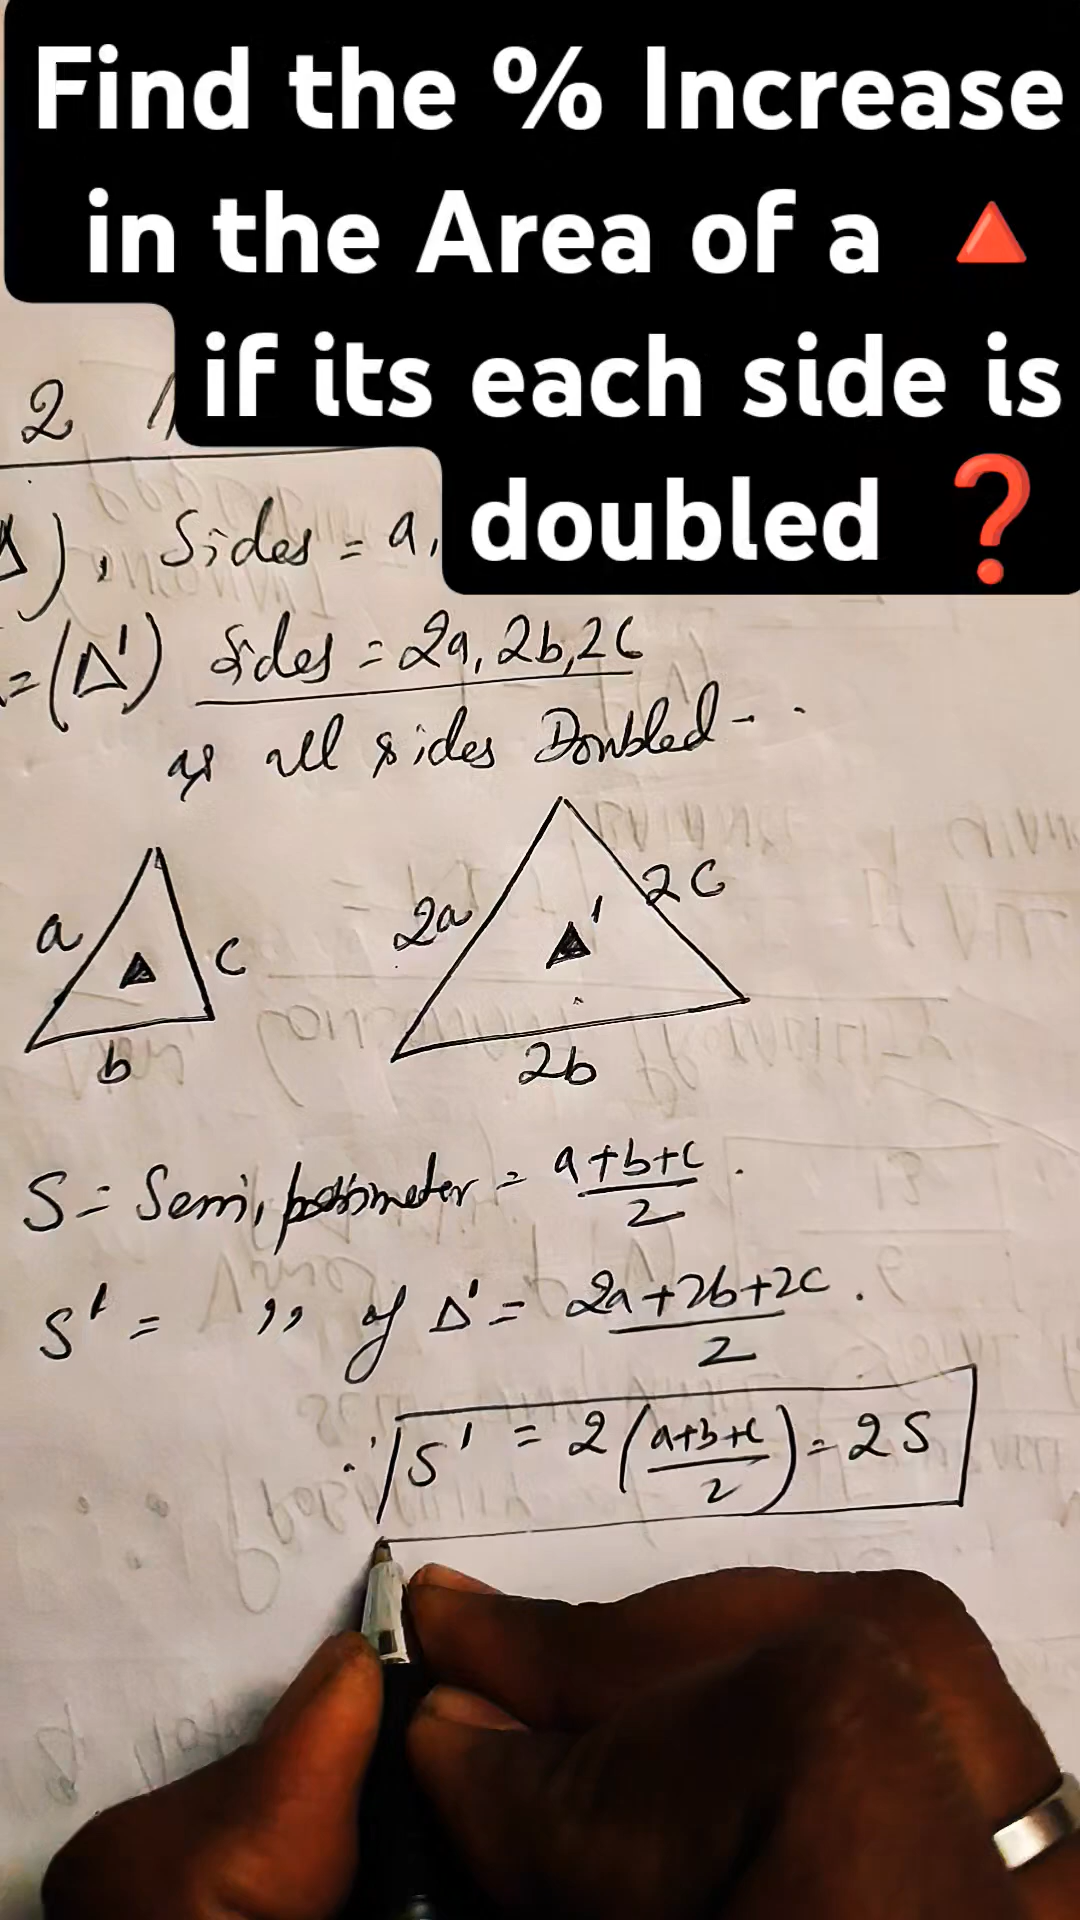 Find the % Increase
in the Area of a 🔺
if its each side is
doubled ❓
2
Δ), Sides = a,
= (Δ') Sides = 2a, 2b, 2c
as all sides Doubled - . .
a
c
b
2a
2c
'
2b
S = Semi, perimeter = a+b+c/2 .
S' = ,, of Δ' = 2a+2b+2c/2 .
∴ S' = 2(a+b+c/2) = 2S